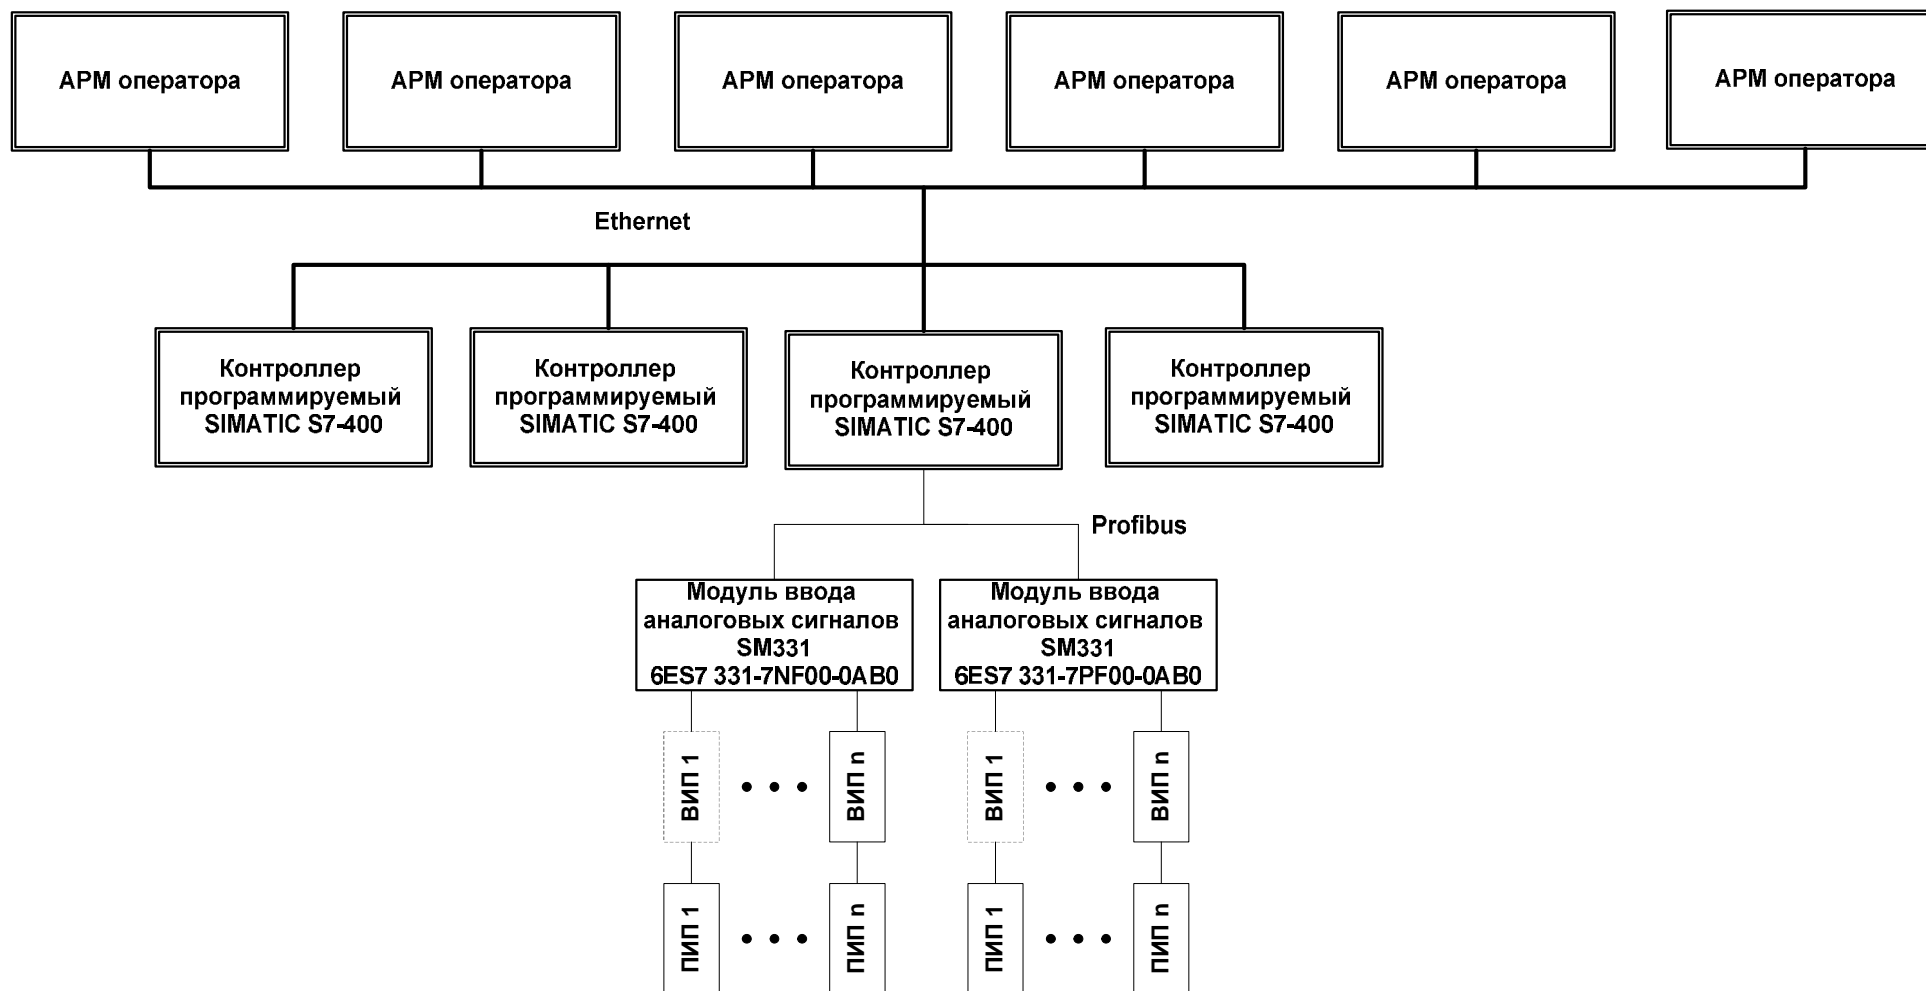 АРМ оператора
АРМ оператора
АРМ оператора
АРМ оператора
АРМ оператора
АРМ оператора
Ethernet
Контроллер
программируемый
SIMATIC S7-400
Контроллер
программируемый
SIMATIC S7-400
Контроллер
программируемый
SIMATIC S7-400
Контроллер
программируемый
SIMATIC S7-400
Profibus
Модуль ввода
аналоговых сигналов
SM331
6ES7 331-7NF00-0AB0
Модуль ввода
аналоговых сигналов
SM331
6ES7 331-7PF00-0AB0
ВИП 1
ВИП n
ВИП 1
ВИП n
ПИП 1
ПИП n
ПИП 1
ПИП n